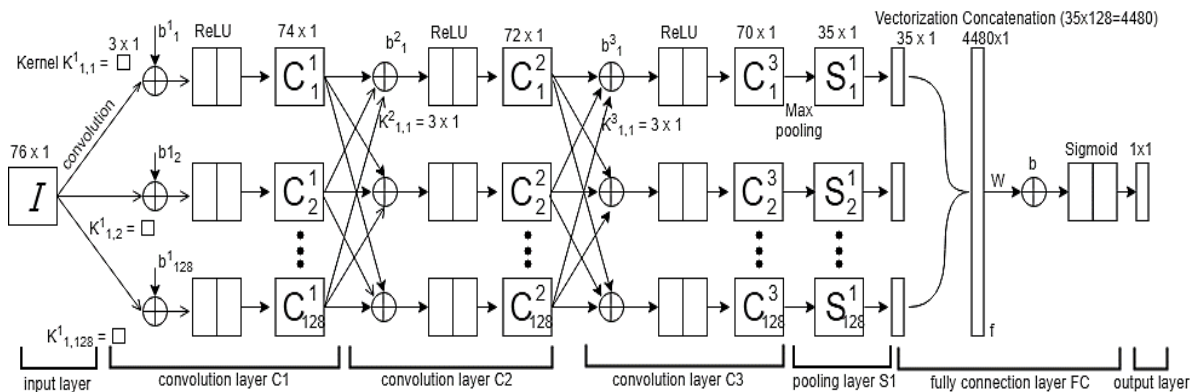 Vectorization Concatenation (35x128=4480)
3 x 1 b¹₁ ReLU 74 x 1 b²₁ ReLU 72 x 1 b³₁ ReLU 70 x 1 35 x 1 35 x 1 4480x1
Kernel K¹₁,₁ =
C¹₁ C²₁ C³₁ S¹₁
K²₁,₁ = 3 x 1 K³₁,₁ = 3 x 1
Max
pooling
convolution
76 x 1 b1₂ b Sigmoid 1x1
I C¹₂ C²₂ C³₂ S¹₂ W
K¹₁,₂ =
b¹₁₂₈
C¹₁₂₈ C²₁₂₈ C³₁₂₈ S¹₁₂₈
K¹₁,₁₂₈ = f
input layer convolution layer C1 convolution layer C2 convolution layer C3 pooling layer S1 fully connection layer FC output layer